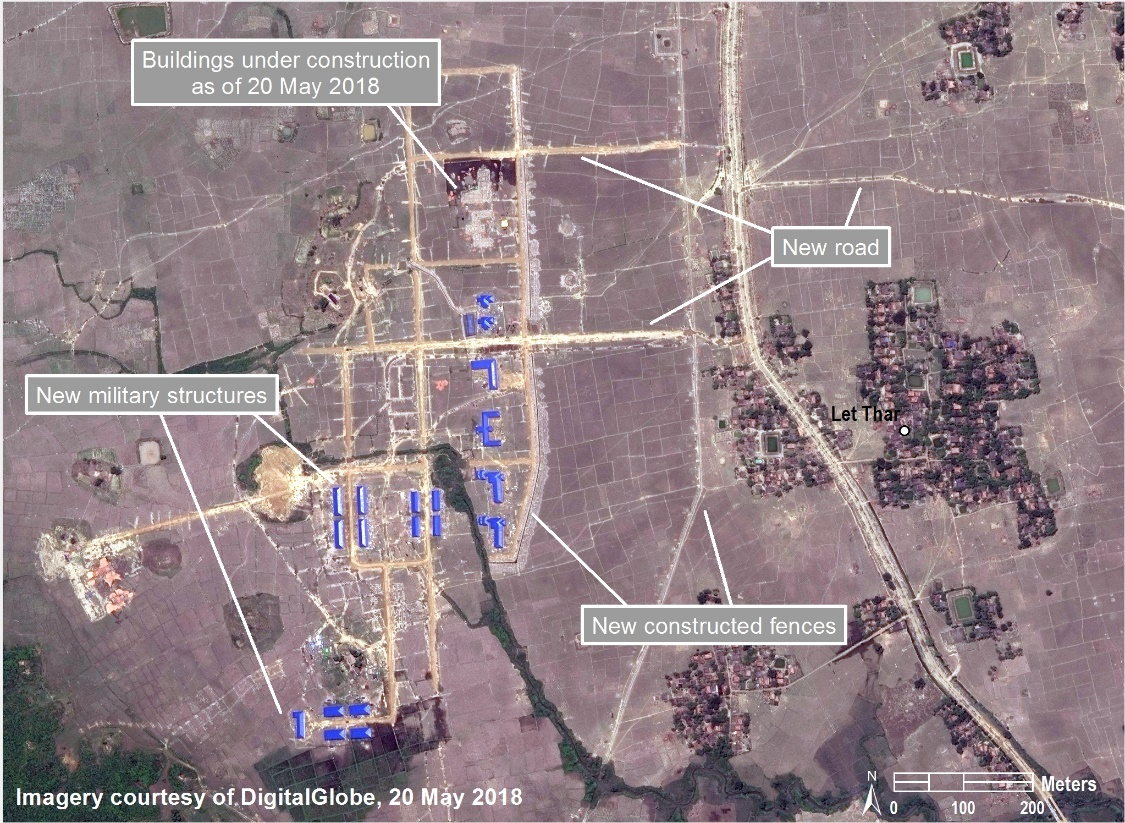 Buildings under construction
as of 20 May 2018
New road
New military structures
Let Thar
New constructed fences
N
Meters
0 100 200
Imagery courtesy of DigitalGlobe, 20 May 2018